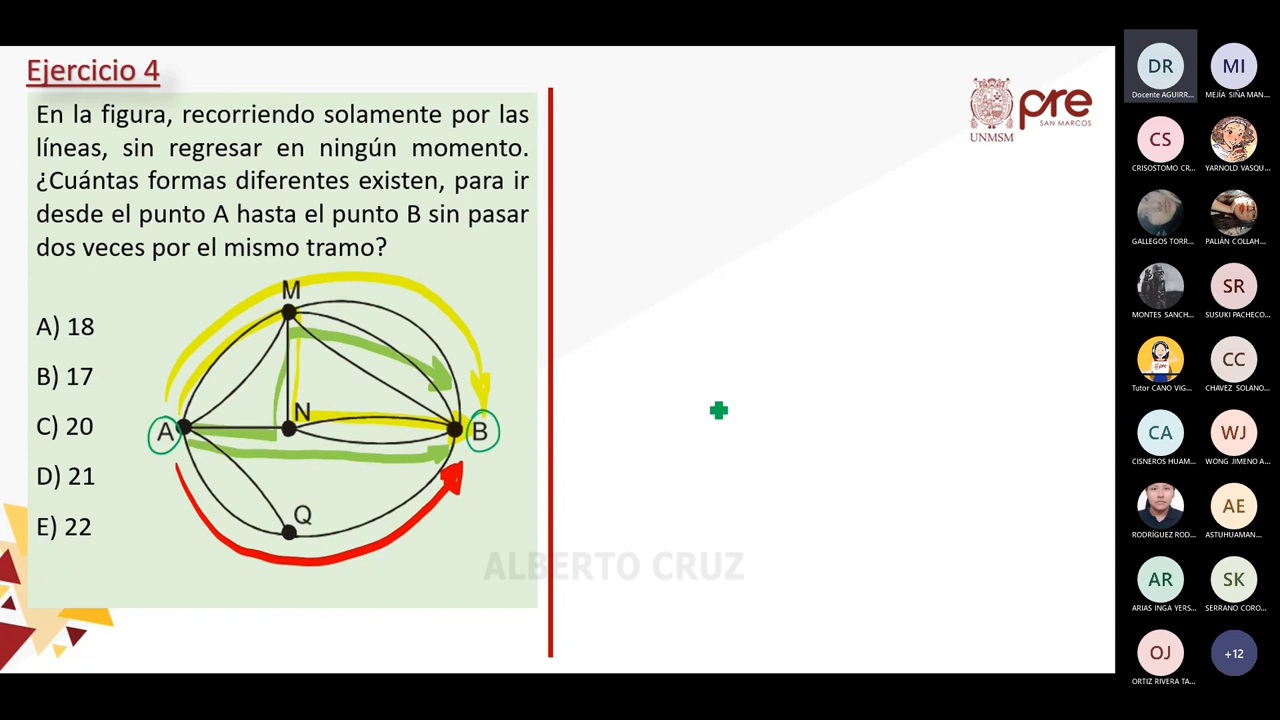 Ejercicio 4
En la figura, recorriendo solamente por las
líneas, sin regresar en ningún momento.
¿Cuántas formas diferentes existen, para ir
desde el punto A hasta el punto B sin pasar
dos veces por el mismo tramo?
A) 18
B) 17
C) 20
D) 21
E) 22
M
N
A
B
Q
UNMSM
pre
SAN MARCOS
ALBERTO CRUZ
DR
Docente AGUIRR...
MI
MEJÍA SIÑA MAN...
CS
CRISOSTOMO CR...
YARNOLD VASQU...
GALLEGOS TORR...
PALIÁN COLLAH...
MONTES SANCH...
SR
SUSUKI PACHECO...
Tutor CANO VIG...
CC
CHAVEZ SOLANO...
CA
CISNEROS HUAM...
WJ
WONG JIMENO A...
RODRÍGUEZ ROD...
AE
ASTUHUAMAN...
AR
ARIAS INGA YERS...
SK
SERRANO CORO...
OJ
ORTIZ RIVERA TA...
+12